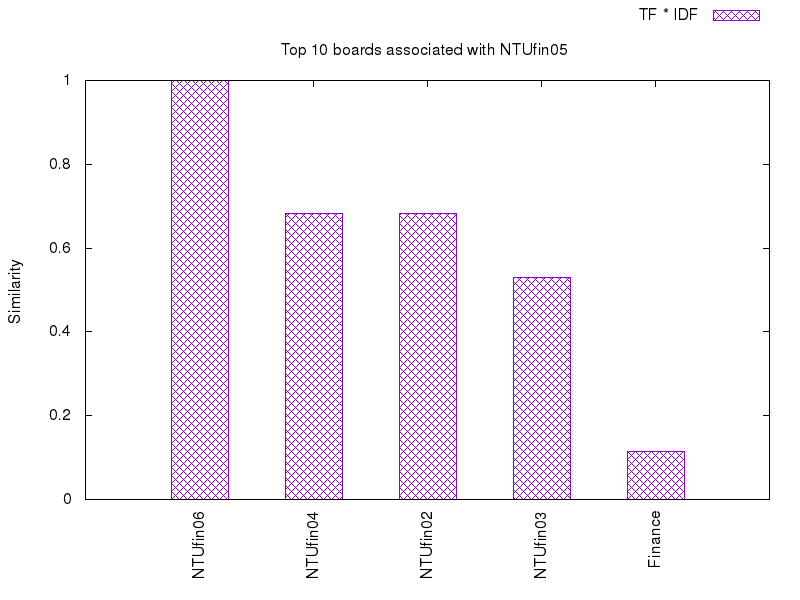 TF * IDF
Top 10 boards associated with NTUfin05
1
0.8
0.6
0.4
0.2
0
Similarity
NTUfin06
NTUfin04
NTUfin02
NTUfin03
Finance